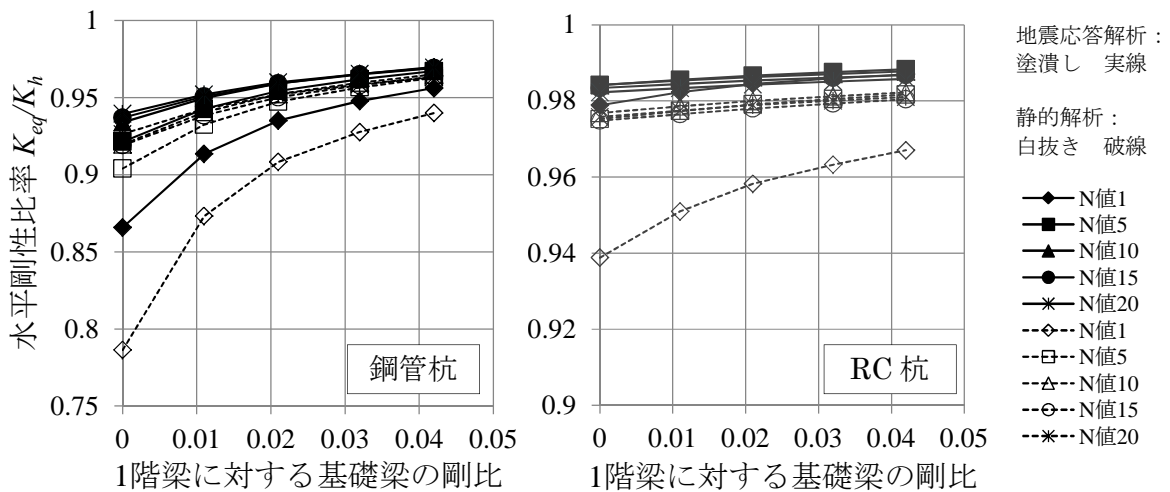 水平剛性比率 Keq/Kh
1
0.95
0.9
0.85
0.8
0.75
0
0.01
0.02
0.03
0.04
0.05
鋼管杭
1階梁に対する基礎梁の剛比
1
0.98
0.96
0.94
0.92
0.9
0
0.01
0.02
0.03
0.04
0.05
RC 杭
1階梁に対する基礎梁の剛比
地震応答解析：
塗潰し 実線
静的解析：
白抜き 破線
N値1
N値5
N値10
N値15
N値20
N値1
N値5
N値10
N値15
N値20